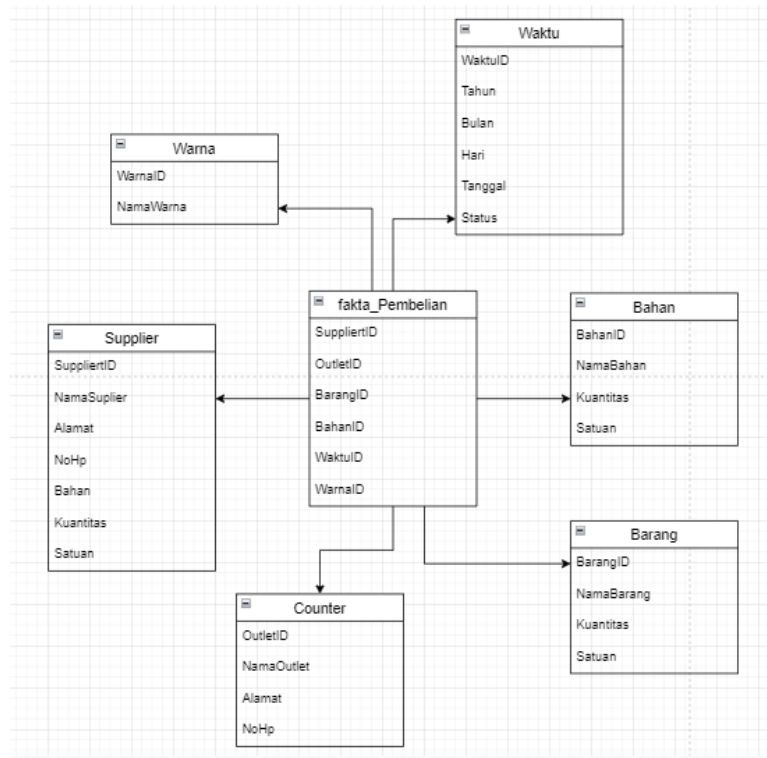 Waktu
WaktuID
Tahun
Bulan
Hari
Tanggal
Status
Warna
WarnaID
NamaWarna
fakta_Pembelian
SuppliertID
OutletID
BarangID
BahanID
WaktuID
WarnaID
Bahan
BahanID
NamaBahan
Kuantitas
Satuan
Supplier
SuppliertID
NamaSuplier
Alamat
NoHp
Bahan
Kuantitas
Satuan
Barang
BarangID
NamaBarang
Kuantitas
Satuan
Counter
OutletID
NamaOutlet
Alamat
NoHp